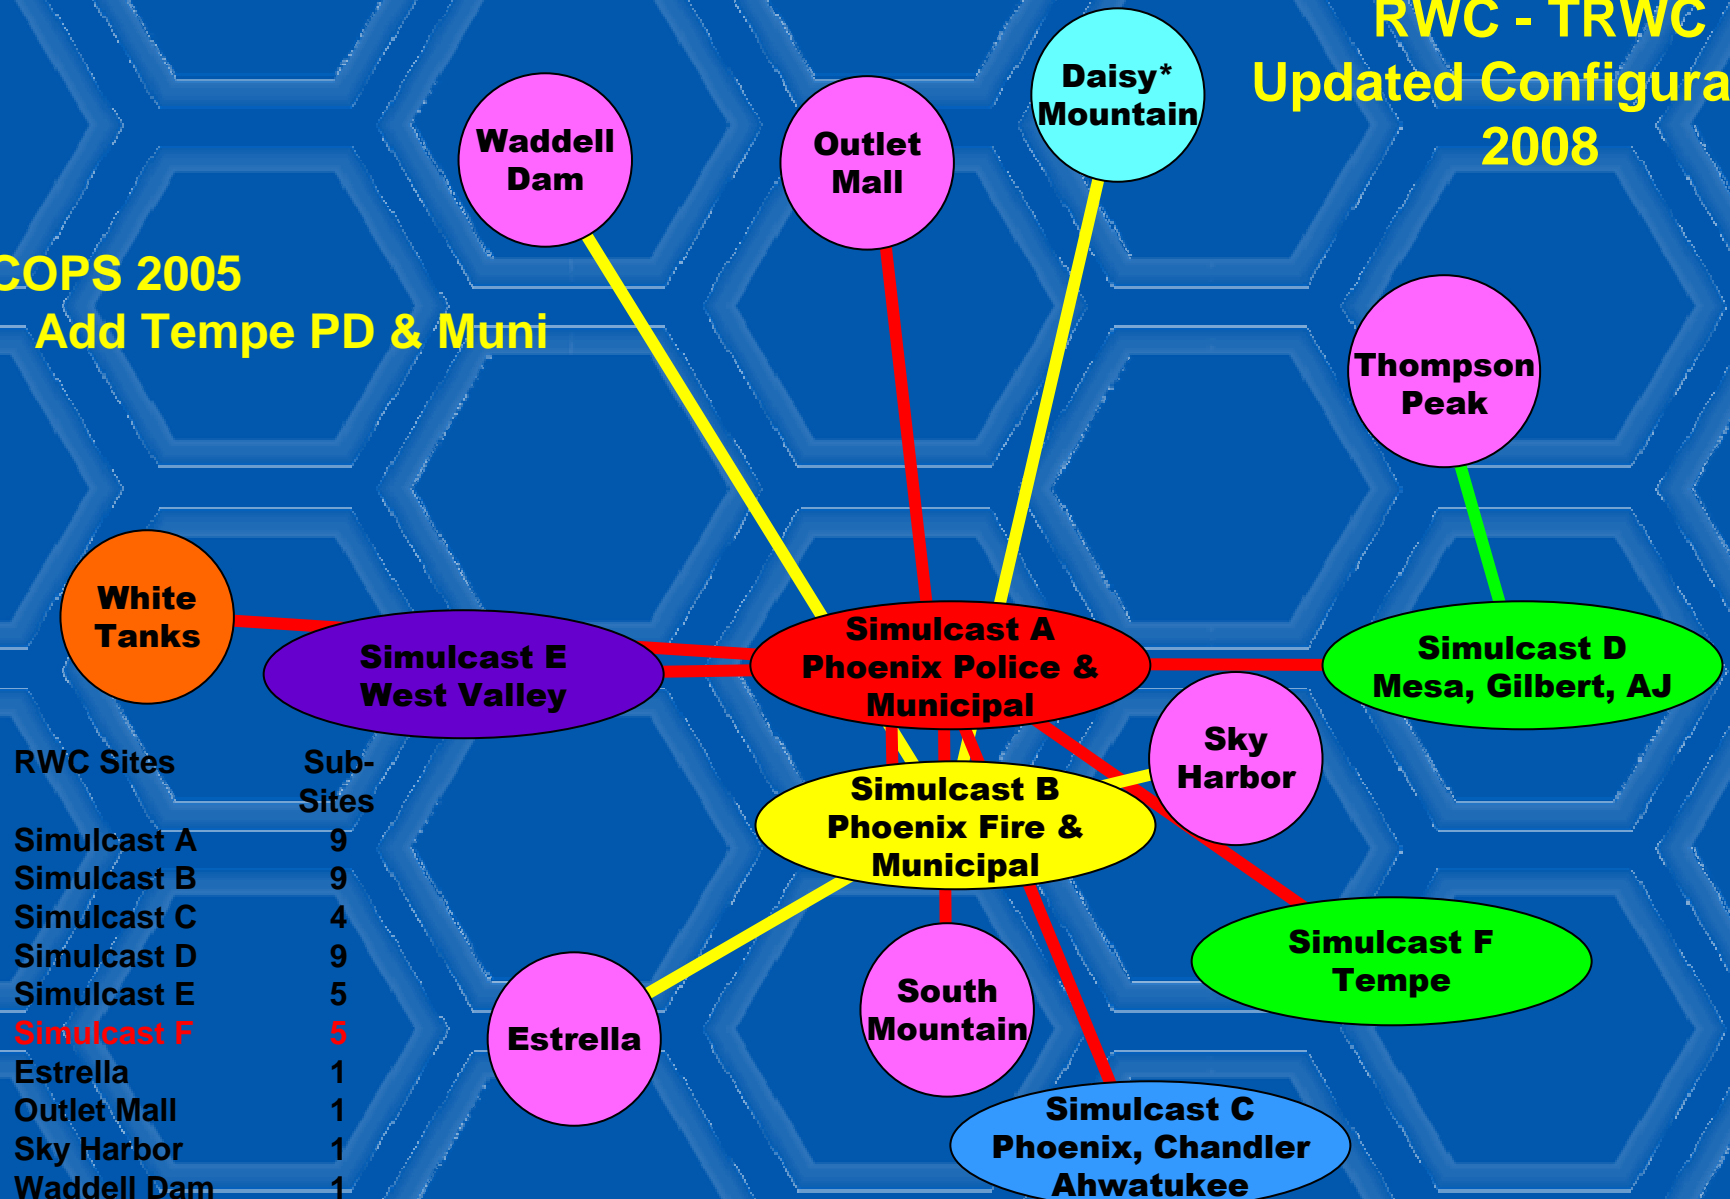 RWC - TRWC
Updated Configura
2008
Daisy*
Mountain
Waddell
Dam
Outlet
Mall
COPS 2005
Add Tempe PD & Muni
Thompson
Peak
White
Tanks
Simulcast E
West Valley
Simulcast A
Phoenix Police &
Municipal
Simulcast D
Mesa, Gilbert, AJ
Sky
Harbor
Simulcast B
Phoenix Fire &
Municipal
Simulcast F
Tempe
Estrella
South
Mountain
Simulcast C
Phoenix, Chandler
Ahwatukee
RWC Sites Sub-
Sites
Simulcast A 9
Simulcast B 9
Simulcast C 4
Simulcast D 9
Simulcast E 5
Simulcast F 5
Estrella 1
Outlet Mall 1
Sky Harbor 1
Waddell Dam 1